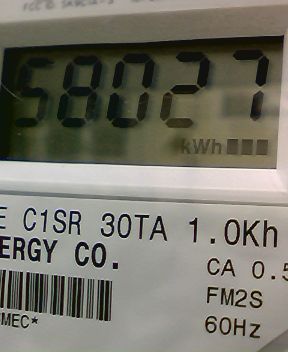 58027
kWh
E C1SR 30TA 1.0Kh
ERGY CO.
CA 0.5
FM2S
MEC*
60Hz